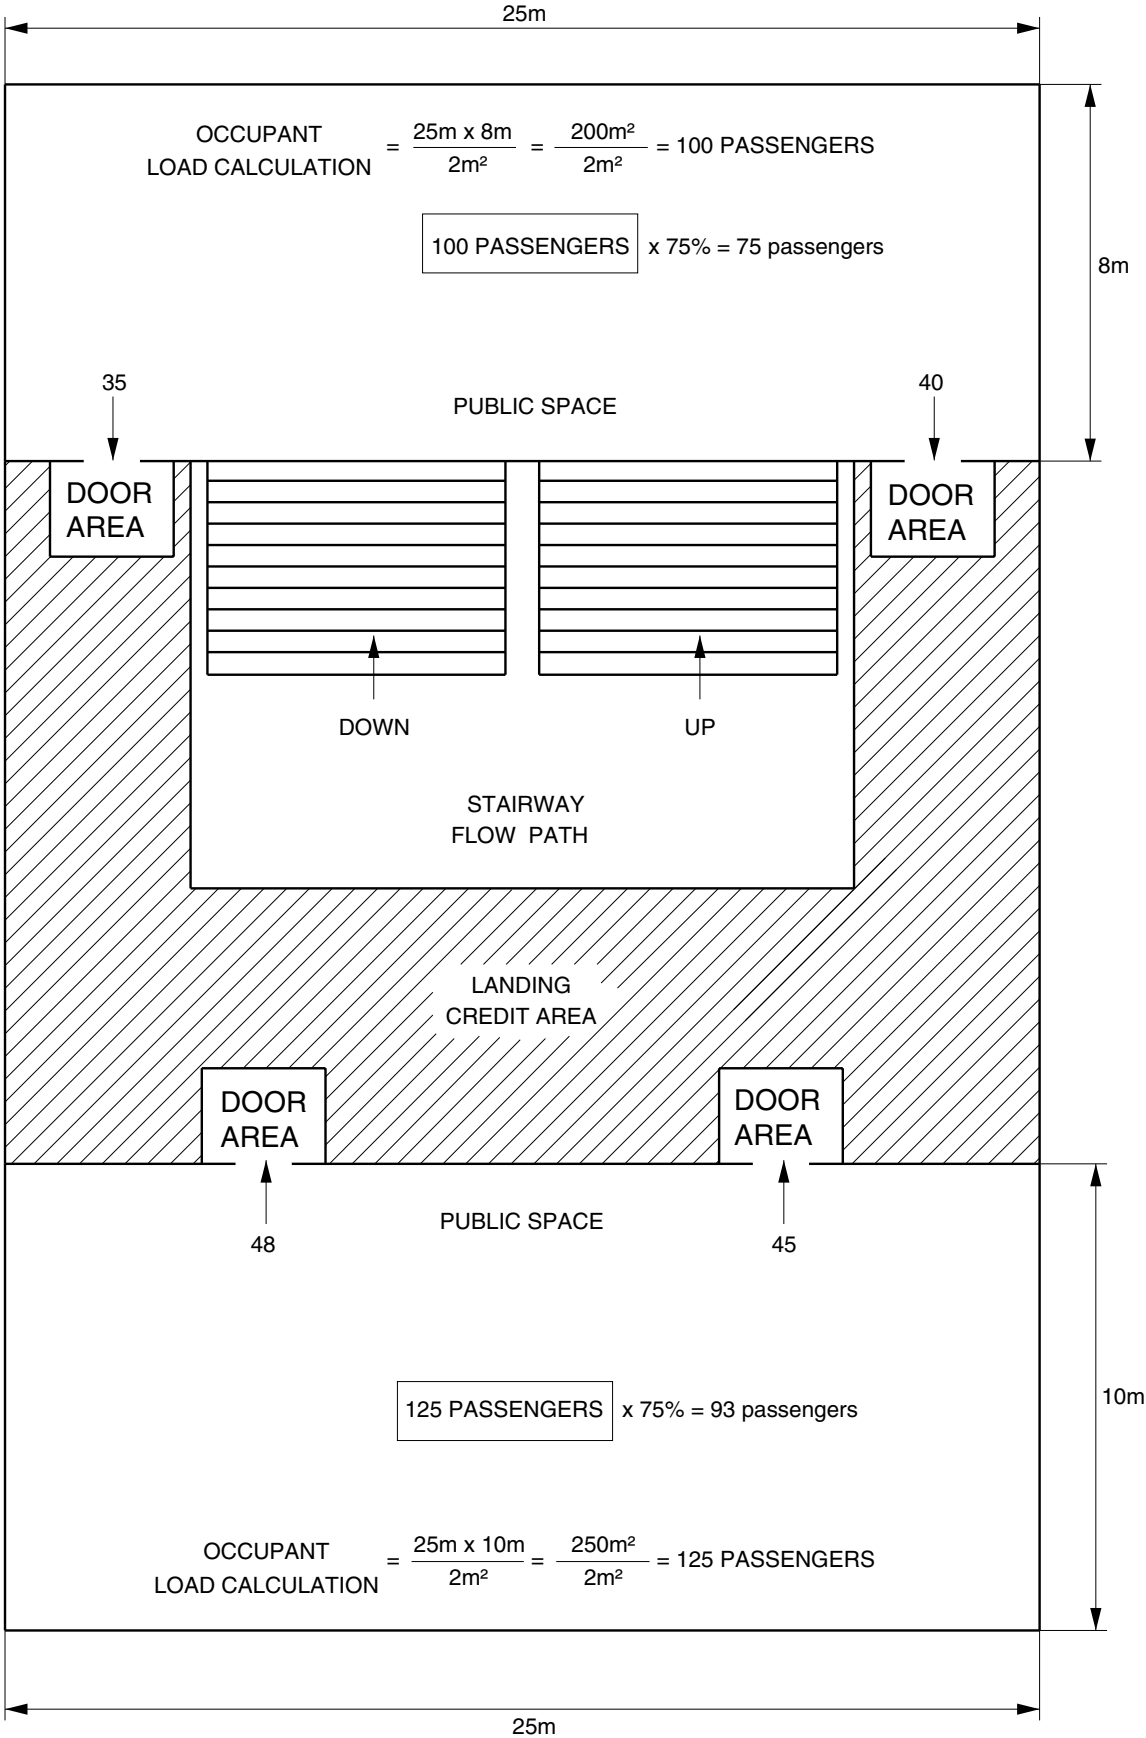 25m
OCCUPANT
LOAD CALCULATION
= 25m x 8m / 2m² = 200m² / 2m² = 100 PASSENGERS
100 PASSENGERS x 75% = 75 passengers
8m
35
40
PUBLIC SPACE
DOOR
AREA
DOOR
AREA
DOWN
UP
STAIRWAY
FLOW PATH
LANDING
CREDIT AREA
DOOR
AREA
DOOR
AREA
PUBLIC SPACE
48
45
125 PASSENGERS x 75% = 93 passengers
10m
OCCUPANT
LOAD CALCULATION
= 25m x 10m / 2m² = 250m² / 2m² = 125 PASSENGERS
25m